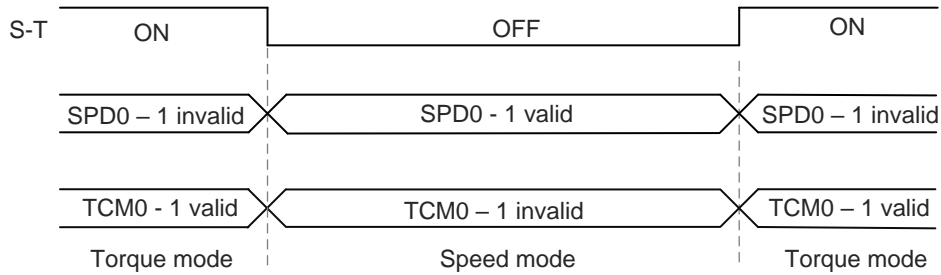 S-T ON OFF ON
SPD0 – 1 invalid SPD0 - 1 valid SPD0 – 1 invalid
TCM0 - 1 valid TCM0 – 1 invalid TCM0 – 1 valid
Torque mode Speed mode Torque mode